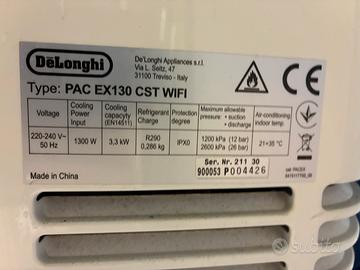 DeLonghi
De'Longhi Appliances s.r.l.
Via L. Seitz, 47
31100 Treviso - Italy
CE
Type: PAC EX130 CST WIFI
Voltage
Cooling Power Input
Cooling capacyty (EN14511)
Refrigerant Charge
Protection degree
Maximum allowable pressure: • suction • discharge
Air-conditioning indoor temp.
220-240 V~ 50 Hz
1300 W
3,3 kW
R290 0,286 kg
IPX0
1200 kPa (12 bar)
2600 kPa (26 bar)
21÷35 °C
Made in China
Ser. Nr. 211 30
900053 P004426
subito